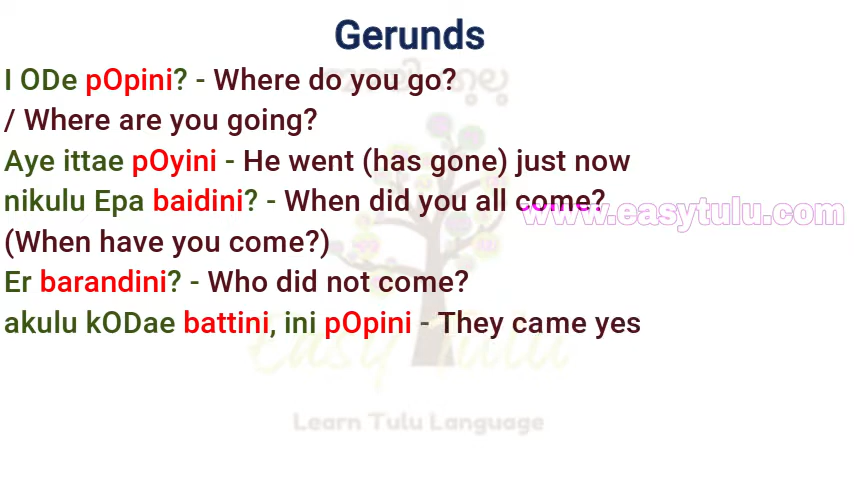 Gerunds
I ODe pOpini? - Where do you go?
/ Where are you going?
Aye ittae pOyini - He went (has gone) just now
nikulu Epa baidini? - When did you all come?
www.easytulu.com
(When have you come?)
Er barandini? - Who did not come?
akulu kODae battini, ini pOpini - They came yes
Easy Tulu
Learn Tulu Language